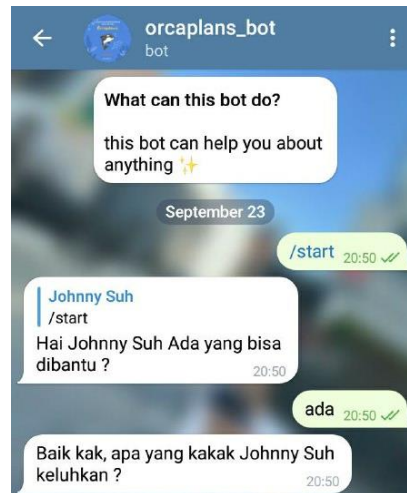 orcaplans_bot
bot
What can this bot do?
this bot can help you about
anything ✨
September 23
/start 20:50
Johnny Suh
/start
Hai Johnny Suh Ada yang bisa
dibantu ?
20:50
ada 20:50
Baik kak, apa yang kakak Johnny Suh
keluhkan ?
20:50